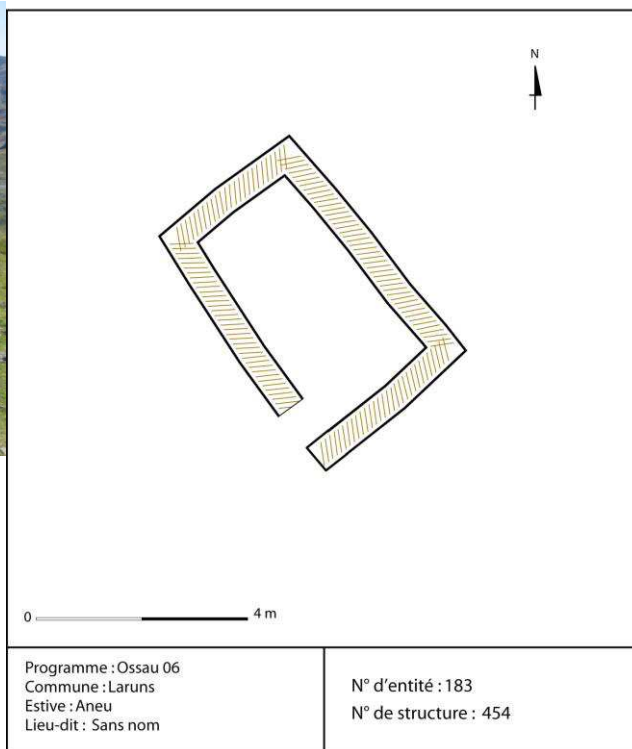 N
0 4 m
Programme : Ossau 06
Commune : Laruns
Estive : Aneu
Lieu-dit : Sans nom
N° d'entité : 183
N° de structure : 454